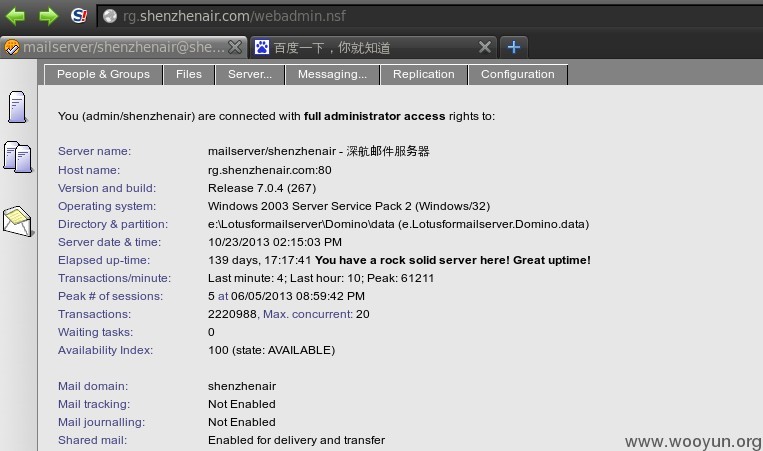 rg.shenzhenair.com/webadmin.nsf
mailserver/shenzhenair@she...
百度一下，你就知道
People & Groups Files Server... Messaging... Replication Configuration
You (admin/shenzhenair) are connected with full administrator access rights to:
Server name: mailserver/shenzhenair - 深航邮件服务器
Host name: rg.shenzhenair.com:80
Version and build: Release 7.0.4 (267)
Operating system: Windows 2003 Server Service Pack 2 (Windows/32)
Directory & partition: e:\Lotusformailserver\Domino\data (e.Lotusformailserver.Domino.data)
Server date & time: 10/23/2013 02:15:03 PM
Elapsed up-time: 139 days, 17:17:41 You have a rock solid server here! Great uptime!
Transactions/minute: Last minute: 4; Last hour: 10; Peak: 61211
Peak # of sessions: 5 at 06/05/2013 08:59:42 PM
Transactions: 2220988, Max. concurrent: 20
Waiting tasks: 0
Availability Index: 100 (state: AVAILABLE)
Mail domain: shenzhenair
Mail tracking: Not Enabled
Mail journalling: Not Enabled
Shared mail: Enabled for delivery and transfer
www.wooyun.org